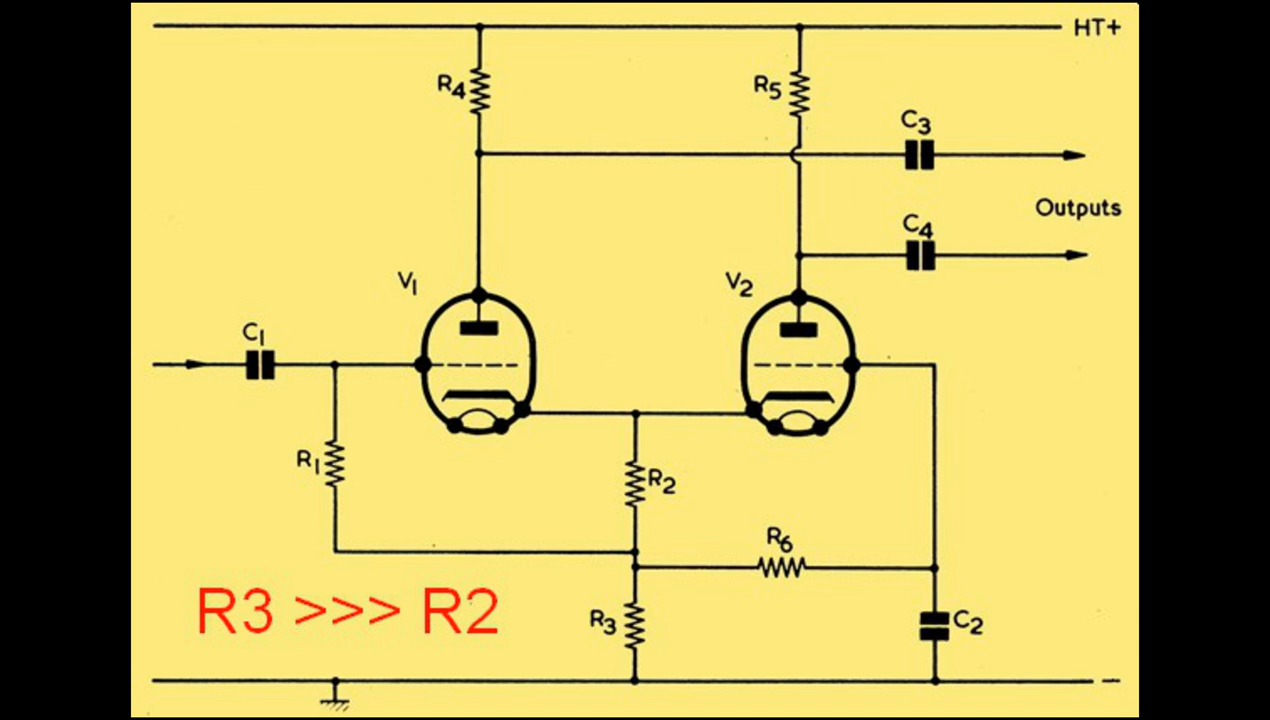 HT+
R4
R5
C3
Outputs
C4
V1
V2
C1
R1
R2
R6
R3 >>> R2
R3
C2
−